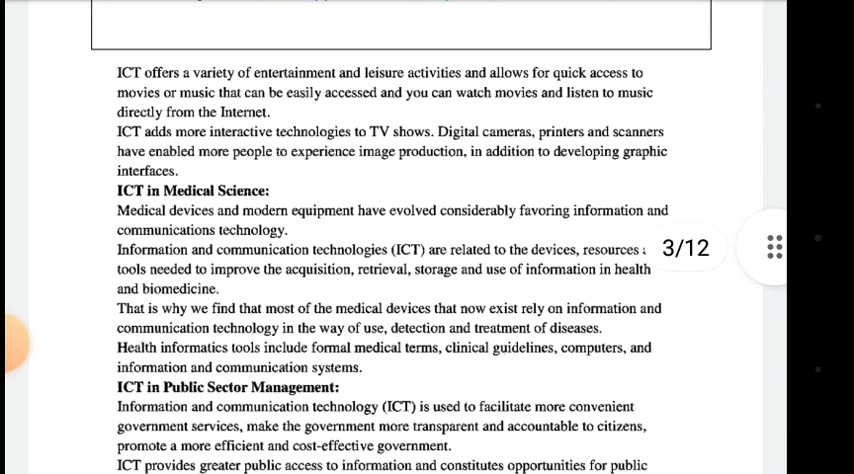 ICT offers a variety of entertainment and leisure activities and allows for quick access to
movies or music that can be easily accessed and you can watch movies and listen to music
directly from the Internet.
ICT adds more interactive technologies to TV shows. Digital cameras, printers and scanners
have enabled more people to experience image production, in addition to developing graphic
interfaces.
ICT in Medical Science:
Medical devices and modern equipment have evolved considerably favoring information and
communications technology.
Information and communication technologies (ICT) are related to the devices, resources
3/12
tools needed to improve the acquisition, retrieval, storage and use of information in health
and biomedicine.
That is why we find that most of the medical devices that now exist rely on information and
communication technology in the way of use, detection and treatment of diseases.
Health informatics tools include formal medical terms, clinical guidelines, computers, and
information and communication systems.
ICT in Public Sector Management:
Information and communication technology (ICT) is used to facilitate more convenient
government services, make the government more transparent and accountable to citizens,
promote a more efficient and cost-effective government.
ICT provides greater public access to information and constitutes opportunities for public